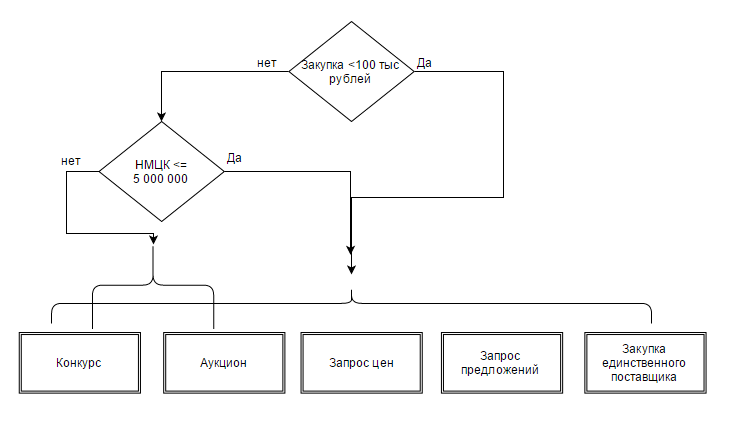 нет
Закупка <100 тыс
рублей
Да
нет
НМЦК <=
5 000 000
Да
Конкурс
Аукцион
Запрос цен
Запрос
предложений
Закупка
единственного
поставщика